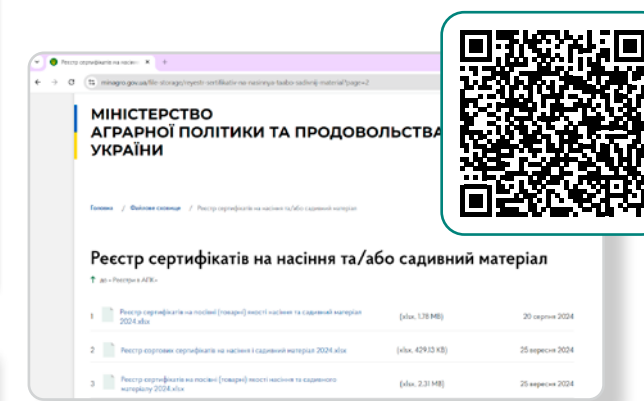 Реєстр сертифікатів на насінн
minagro.gov.ua/file-storage/reyestr-sertifikativ-na-nasinnya-taabo-sadivnij-material?page=2
МІНІСТЕРСТВО
АГРАРНОЇ ПОЛІТИКИ ТА ПРОДОВОЛЬСТВА
УКРАЇНИ
Головна / Файлове сховище / Реєстр сертифікатів на насіння та/або садивний матеріал
Реєстр сертифікатів на насіння та/або садивний матеріал
↑ до «Реєстри в АПК»
1 Реєстр сертифікатів на посівні (товарні) якості насіння та садивний матеріал (xlsx, 1.78 MB) 20 серпня 2024
2024.xlsx
2 Реєстр сортових сертифікатів на насіння і садивний матеріал 2024.xlsx (xlsx, 429.53 KB) 25 вересня 2024
3 Реєстр сертифікатів на посівні (товарні) якості насіння та садивного (xlsx, 2.31 MB) 25 вересня 2024
матеріалу 2024.xlsx